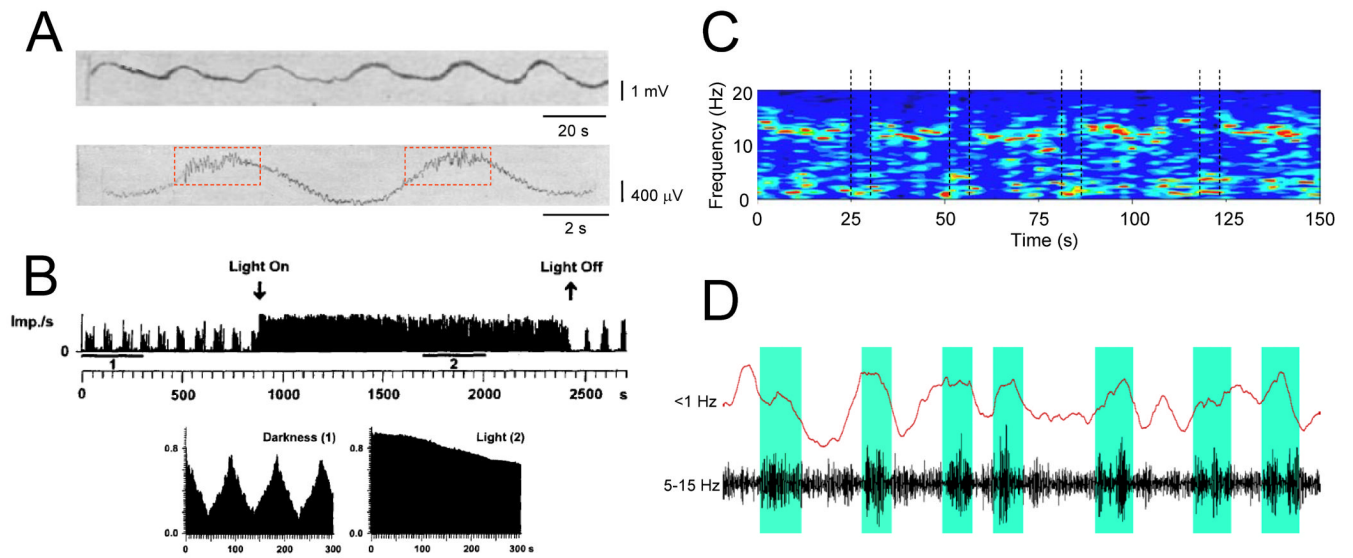 A
1 mV
20 s
400 µV
2 s
B
Light On
Light Off
Imp./s
0
1
2
0 500 1000 1500 2000 2500 s
Darkness (1)
0.8
0.0
0 100 200 300
Light (2)
0.8
0.0
0 100 200 300 s
C
Frequency (Hz)
20
10
0
0 25 50 75 100 125 150
Time (s)
D
<1 Hz
5-15 Hz